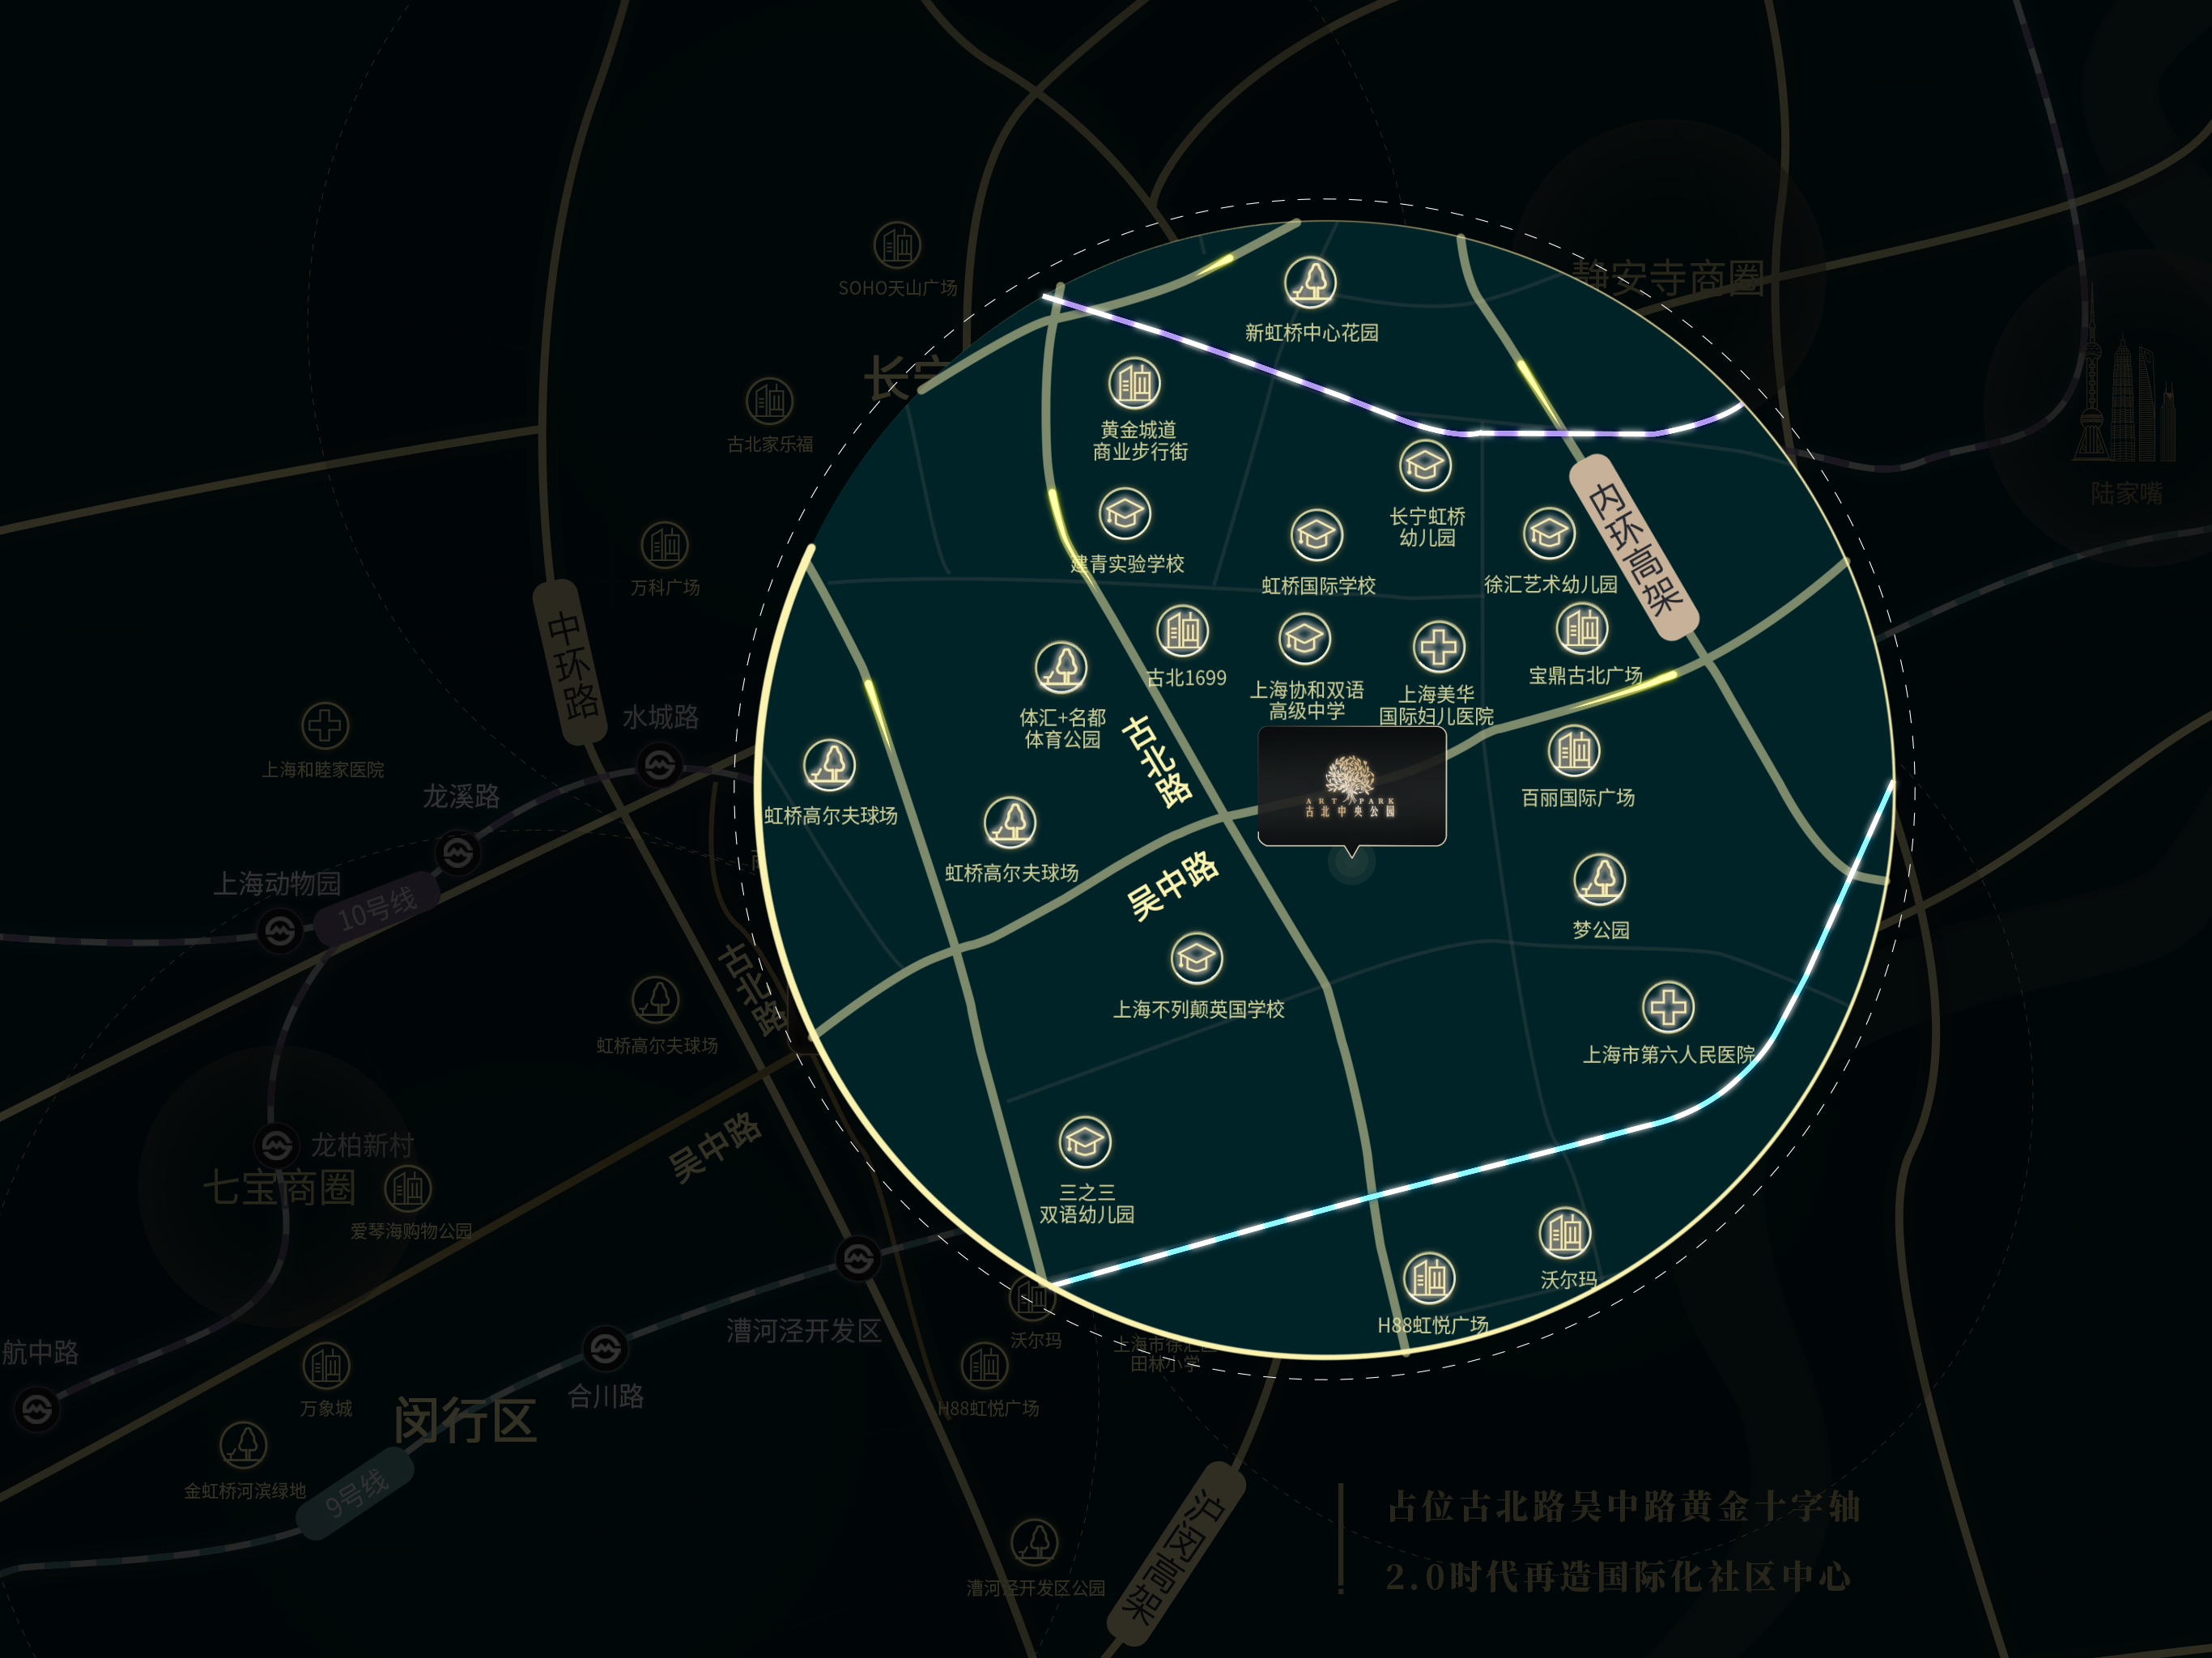 SOHO天山广场
静安寺商圈
新虹桥中心花园
长宁
古北家乐福
黄金城道
商业步行街
陆家嘴
长宁虹桥
幼儿园
内环高架
建青实验学校
虹桥国际学校
徐汇艺术幼儿园
万科广场
中环路
古北1699
上海协和双语
高级中学
上海美华
国际妇儿医院
宝鼎古北广场
体汇+名都
体育公园
水城路
古北路
上海和睦家医院
龙溪路
ART PARK
古北中央公园
百丽国际广场
虹桥高尔夫球场
虹桥高尔夫球场
上海动物园
10号线
吴中路
梦公园
古北路
上海不列颠英国学校
虹桥高尔夫球场
上海市第六人民医院
龙柏新村
七宝商圈
吴中路
爱琴海购物公园
三之三
双语幼儿园
沃尔玛
H88虹悦广场
漕河泾开发区
沃尔玛
上海市徐汇区
田林小学
航中路
合川路
万象城
H88虹悦广场
闵行区
金虹桥河滨绿地
9号线
沪闵高架
漕河泾开发区公园
占位古北路吴中路黄金十字轴
2.0时代再造国际化社区中心